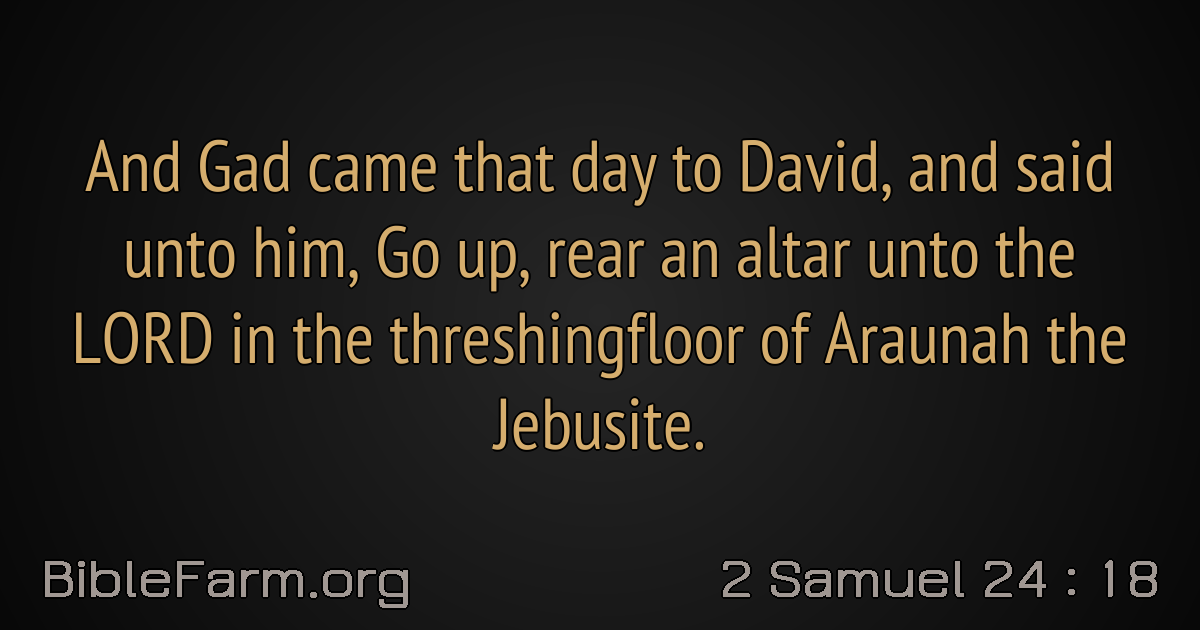 And Gad came that day to David, and said
unto him, Go up, rear an altar unto the
LORD in the threshingfloor of Araunah the
Jebusite.
BibleFarm.org
2 Samuel 24 : 18